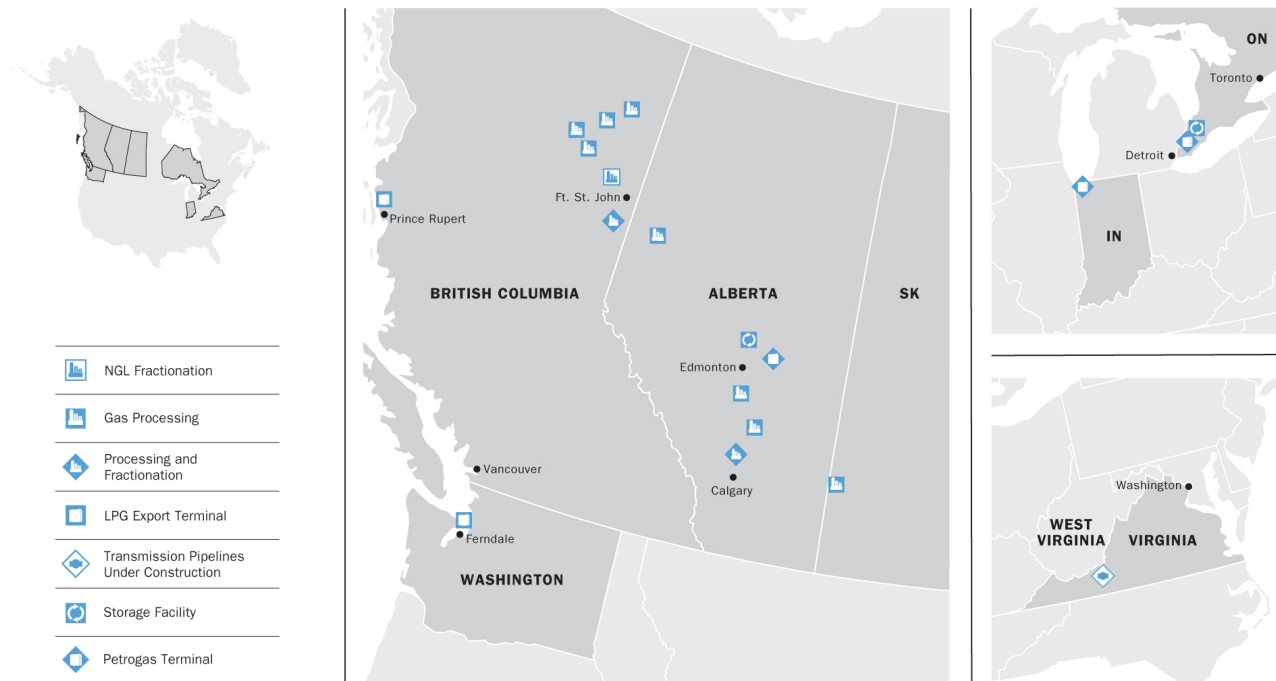 NGL Fractionation
Gas Processing
Processing and
Fractionation
LPG Export Terminal
Transmission Pipelines
Under Construction
Storage Facility
Petrogas Terminal
Ft. St. John
Prince Rupert
BRITISH COLUMBIA
ALBERTA
SK
Edmonton
Vancouver
Calgary
Ferndale
WASHINGTON
ON
Toronto
Detroit
IN
Washington
WEST
VIRGINIA
VIRGINIA